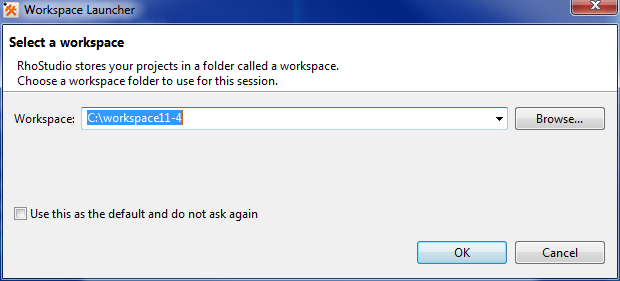 Workspace Launcher
Select a workspace
RhoStudio stores your projects in a folder called a workspace.
Choose a workspace folder to use for this session.
Workspace: C:\workspace11-4 Browse...
Use this as the default and do not ask again
OK Cancel